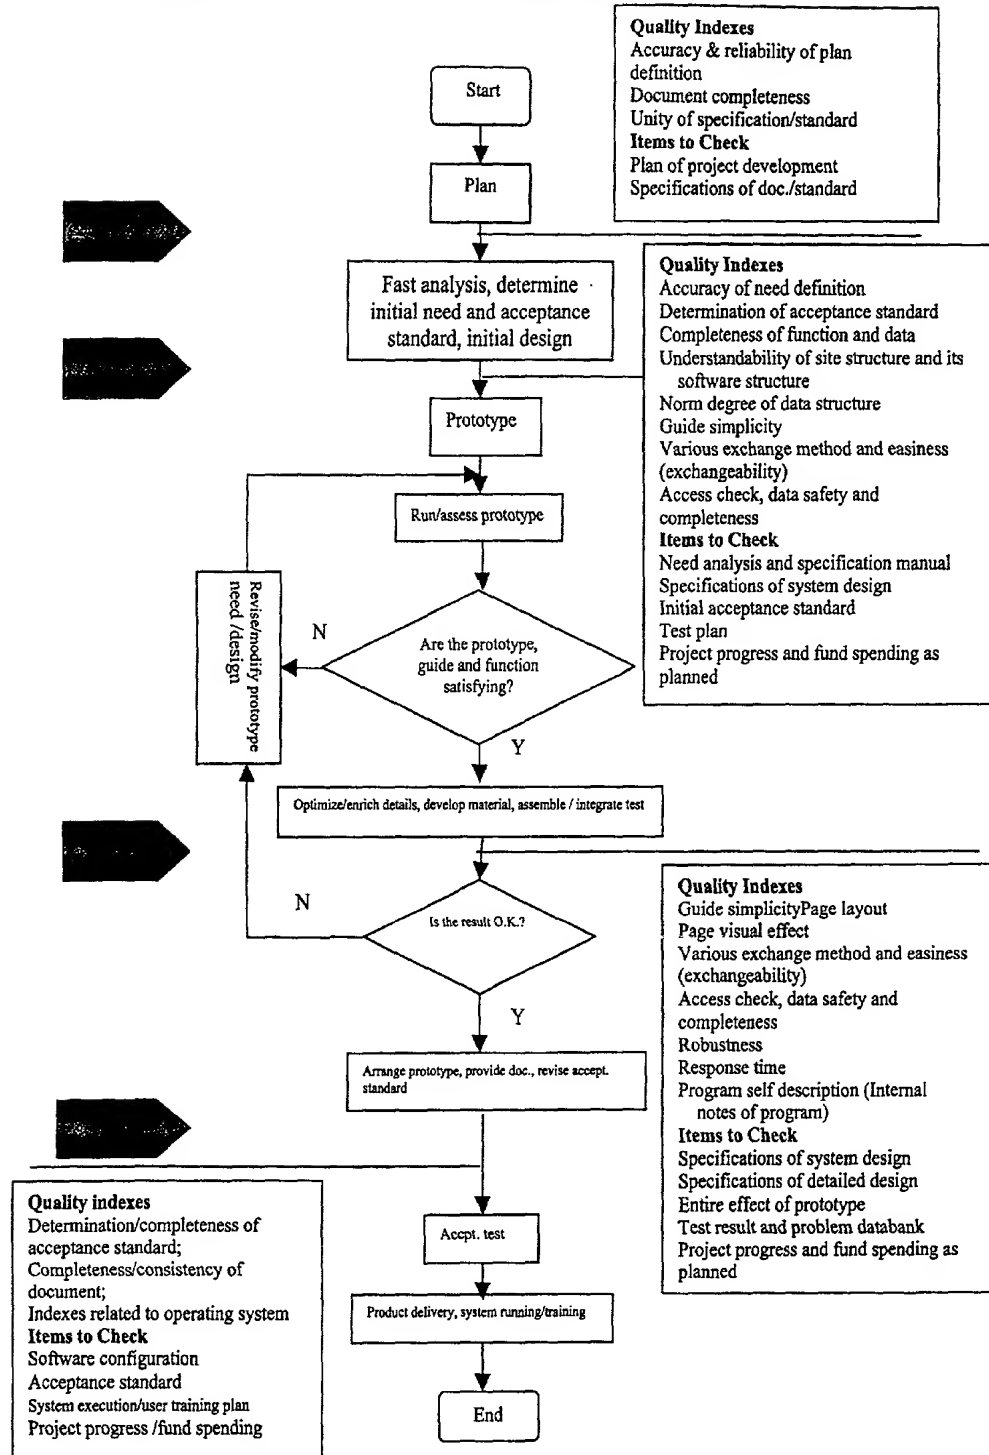 Quality Indexes
Accuracy & reliability of plan
definition
Document completeness
Unity of specification/standard
Items to Check
Plan of project development
Specifications of doc./standard
Start
Plan
Fast analysis, determine
initial need and acceptance
standard, initial design
Quality Indexes
Accuracy of need definition
Determination of acceptance standard
Completeness of function and data
Understandability of site structure and its
software structure
Norm degree of data structure
Guide simplicity
Various exchange method and easiness
(exchangeability)
Access check, data safety and
completeness
Items to Check
Need analysis and specification manual
Specifications of system design
Initial acceptance standard
Test plan
Project progress and fund spending as
planned
Prototype
Run/assess prototype
Revise/modify prototype
need /design
N
Are the prototype,
guide and function
satisfying?
Y
Optimize/enrich details, develop material, assemble / integrate test
N
Is the result O.K.?
Y
Quality Indexes
Guide simplicityPage layout
Page visual effect
Various exchange method and easiness
(exchangeability)
Access check, data safety and
completeness
Robustness
Response time
Program self description (Internal
notes of program)
Items to Check
Specifications of system design
Specifications of detailed design
Entire effect of prototype
Test result and problem databank
Project progress and fund spending as
planned
Arrange prototype, provide doc., revise accept.
standard
Quality indexes
Determination/completeness of
acceptance standard;
Completeness/consistency of
document;
Indexes related to operating system
Items to Check
Software configuration
Acceptance standard
System execution/user training plan
Project progress /fund spending
Accpt. test
Product delivery, system running/training
End